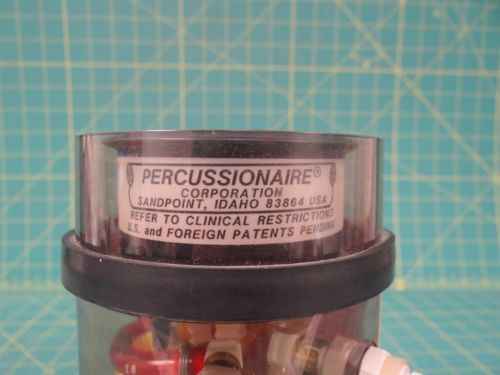 PERCUSSIONAIRE®
CORPORATION
SANDPOINT, IDAHO 83864 USA
REFER TO CLINICAL RESTRICTIONS
U.S. and FOREIGN PATENTS PENDING